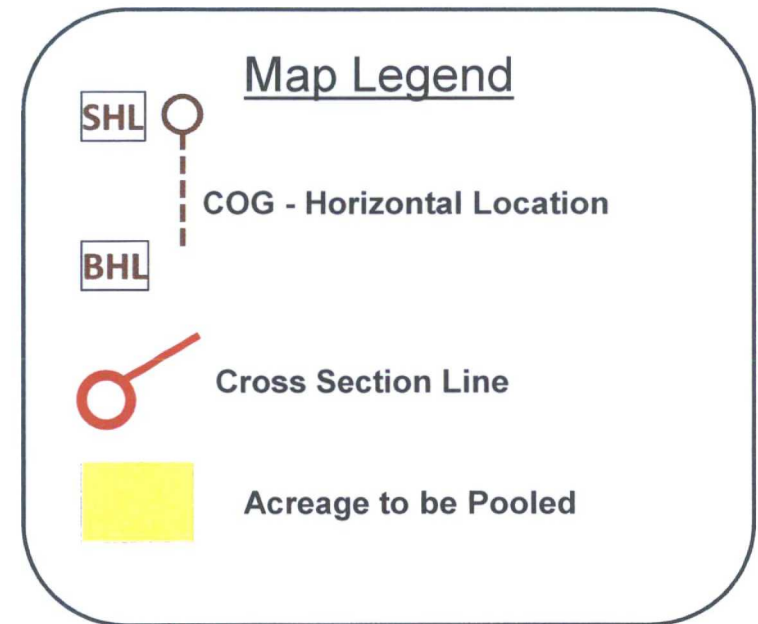 Map Legend
SHL
COG - Horizontal Location
BHL
Cross Section Line
Acreage to be Pooled